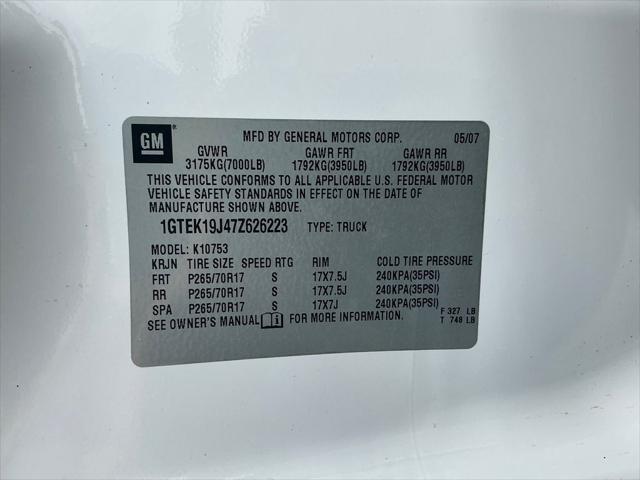 GM ® MFD BY GENERAL MOTORS CORP. 05/07
GVWR GAWR FRT GAWR RR
3175KG(7000LB) 1792KG(3950LB) 1792KG(3950LB)
THIS VEHICLE CONFORMS TO ALL APPLICABLE U.S. FEDERAL MOTOR
VEHICLE SAFETY STANDARDS IN EFFECT ON THE DATE OF
MANUFACTURE SHOWN ABOVE.
1GTEK19J47Z626223 TYPE: TRUCK
MODEL: K10753
KRJN TIRE SIZE SPEED RTG RIM COLD TIRE PRESSURE
FRT P265/70R17 S 17X7.5J 240KPA(35PSI)
RR P265/70R17 S 17X7.5J 240KPA(35PSI)
SPA P265/70R17 S 17X7J 240KPA(35PSI)
SEE OWNER'S MANUAL i FOR MORE INFORMATION. F 327 LB
T 748 LB